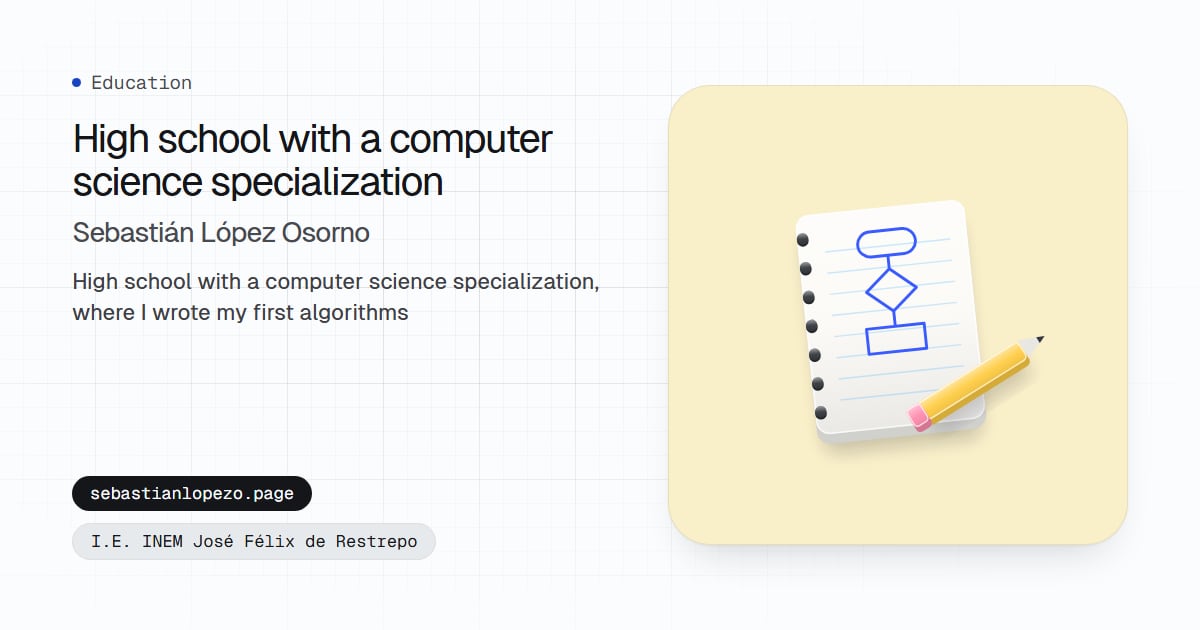 Education
High school with a computer
science specialization
Sebastián López Osorno
High school with a computer science specialization,
where I wrote my first algorithms
sebastianlopezo.page
I.E. INEM José Félix de Restrepo